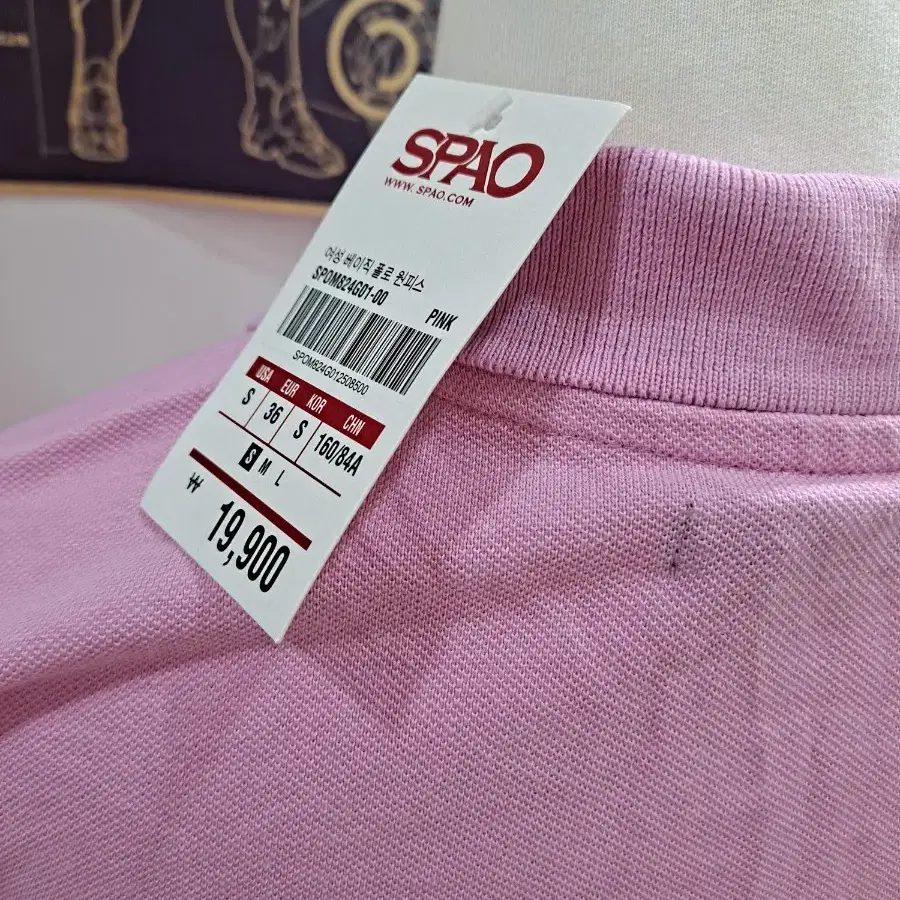 SPAO
WWW.SPAO.COM
여성 베이직 폴로 원피스
SPOM824G01-00
PINK
SPOM824G012508500
USA EUR KOR CHN
S 36 S 160/84A
S M L
₩
19,900